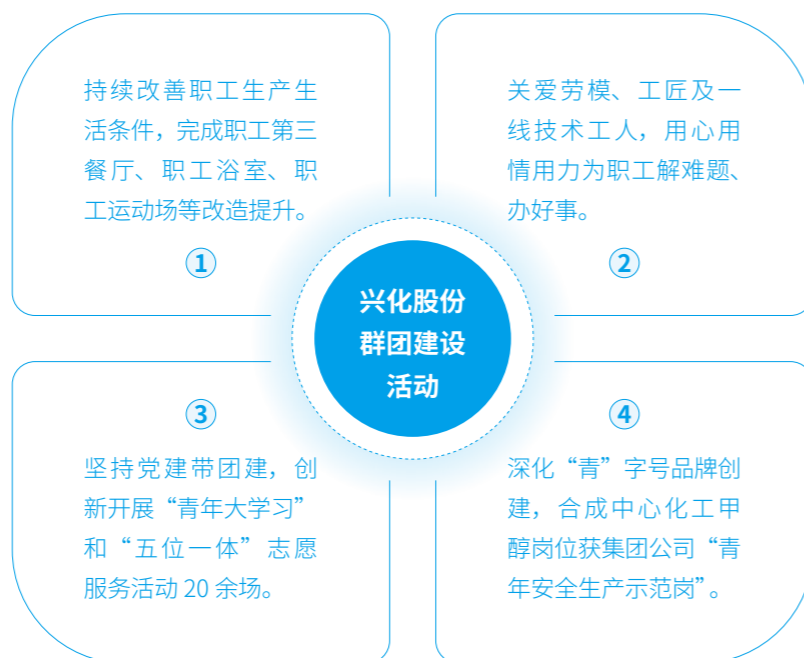 持续改善职工生产生
活条件，完成职工第三
餐厅、职工浴室、职
工运动场等改造提升。
①
关爱劳模、工匠及一
线技术工人，用心用
情用力为职工解难题、
办好事。
②
兴化股份
群团建设
活动
③
坚持党建带团建，创
新开展“青年大学习”
和“五位一体”志愿
服务活动 20 余场。
④
深化“青”字号品牌创
建，合成中心化工甲
醇岗位获集团公司“青
年安全生产示范岗”。